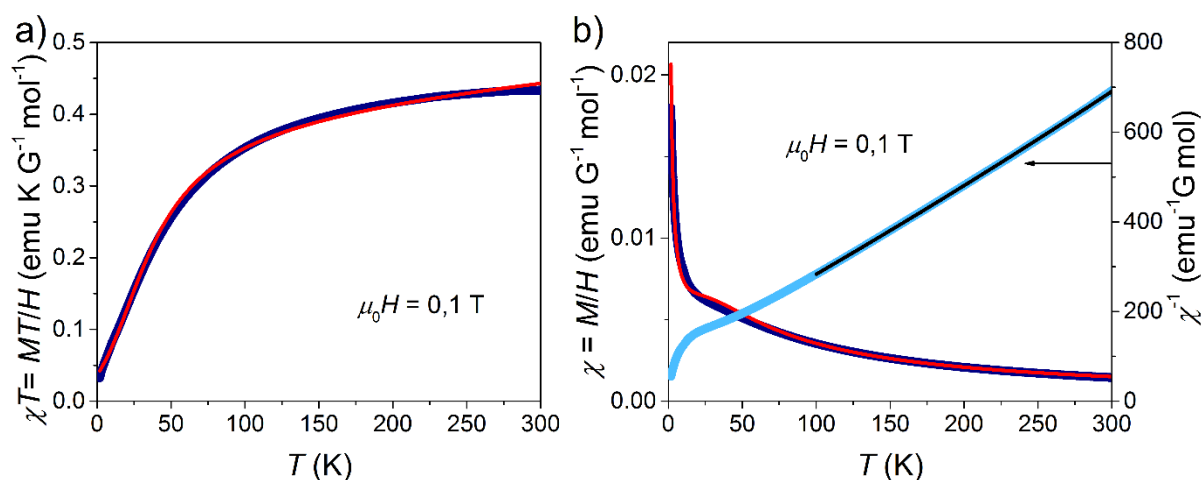 a)
χT= MT/H (emu K G⁻¹ mol⁻¹)
0.5
0.4
0.3
0.2
0.1
0.0
μ₀H = 0,1 T
0 50 100 150 200 250 300
T (K)
b)
χ = M/H (emu G⁻¹ mol⁻¹)
0.02
0.01
0.00
μ₀H = 0,1 T
800
600
400
200
0
χ⁻¹ (emu⁻¹G mol)
0 50 100 150 200 250 300
T (K)